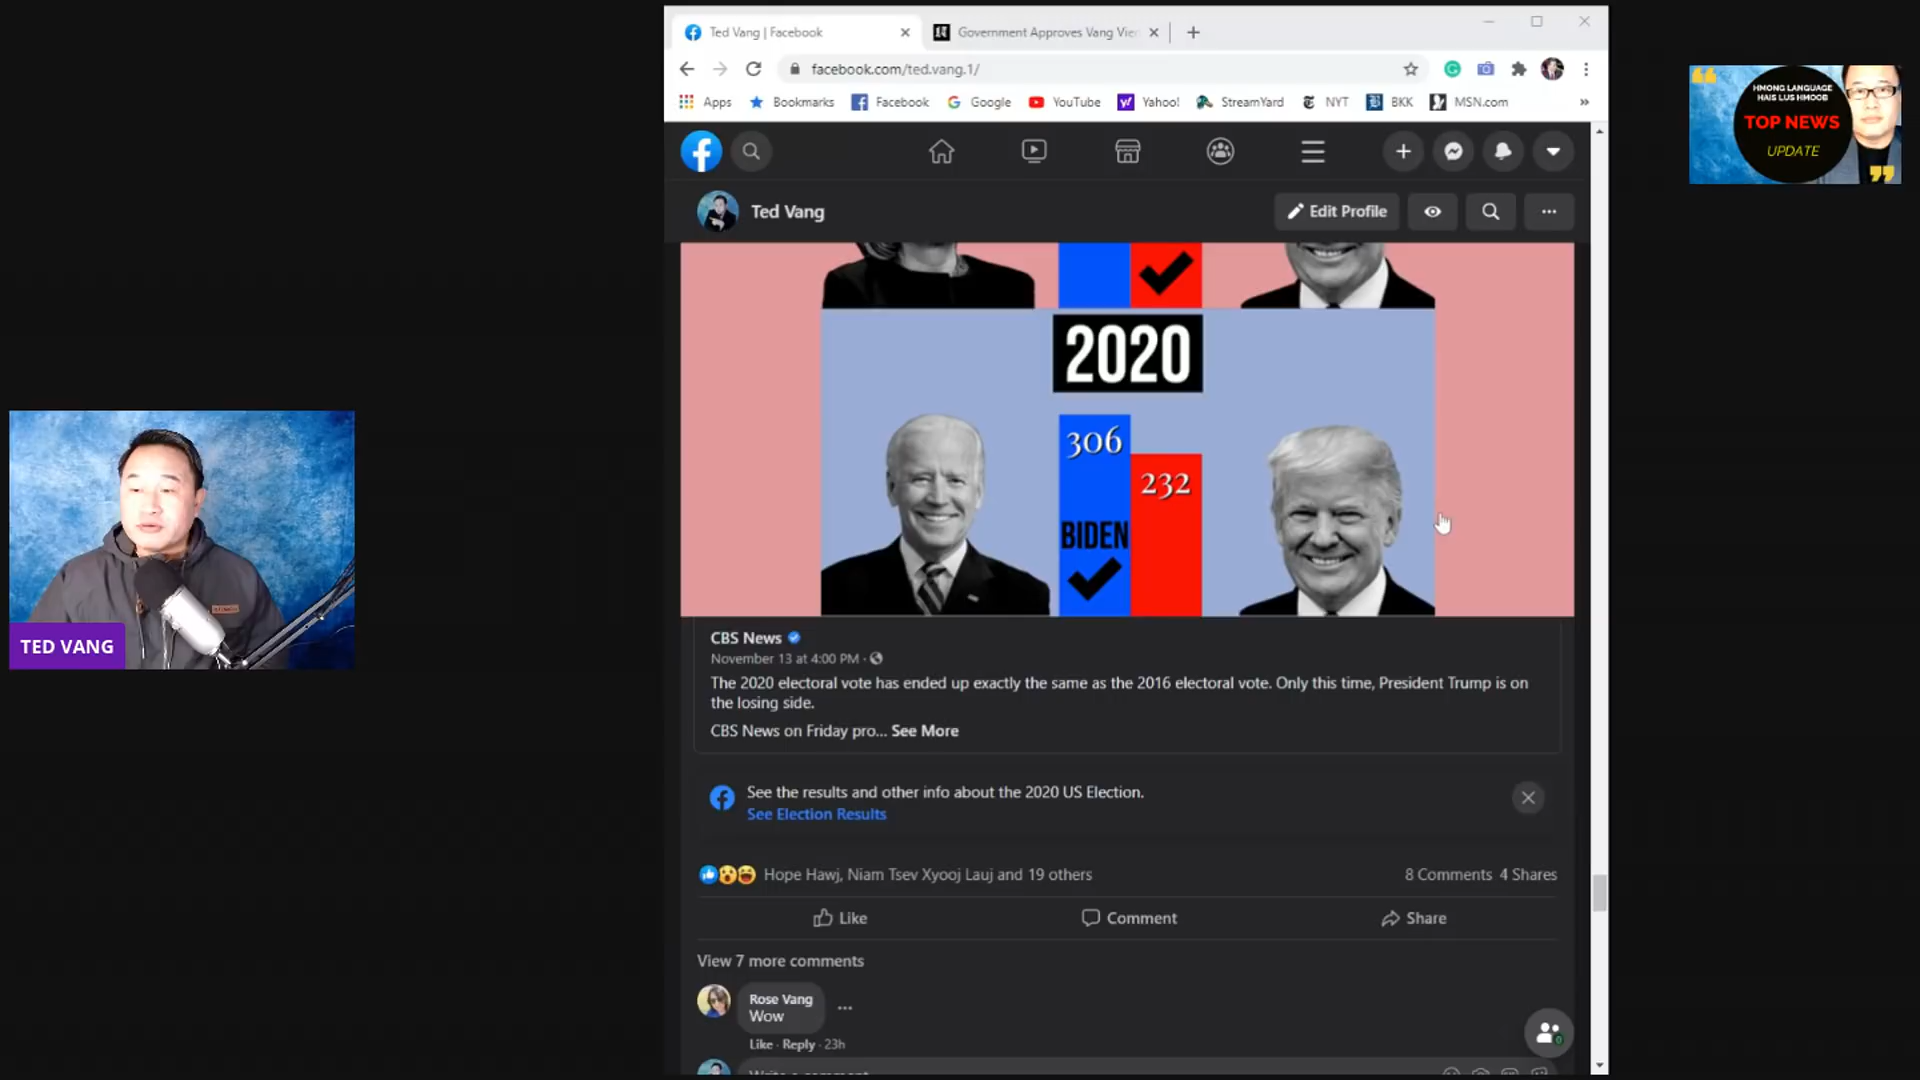 Ted Vang | Facebook
Government Approves Vang Vier
facebook.com/ted.vang.1/
Apps Bookmarks Facebook Google YouTube Yahoo! StreamYard NYT BKK MSN.com
HMONG LANGUAGE
HAIS LUS HMOOB
TOP NEWS
UPDATE
Ted Vang
Edit Profile
2020
306
232
BIDEN
TED VANG
CBS News
November 13 at 4:00 PM
The 2020 electoral vote has ended up exactly the same as the 2016 electoral vote. Only this time, President Trump is on
the losing side.
CBS News on Friday pro... See More
See the results and other info about the 2020 US Election.
See Election Results
Hope Hawj, Niam Tsev Xyooj Lauj and 19 others
8 Comments 4 Shares
Like Comment Share
View 7 more comments
Rose Vang
Wow
Like · Reply · 23h
Write a comment